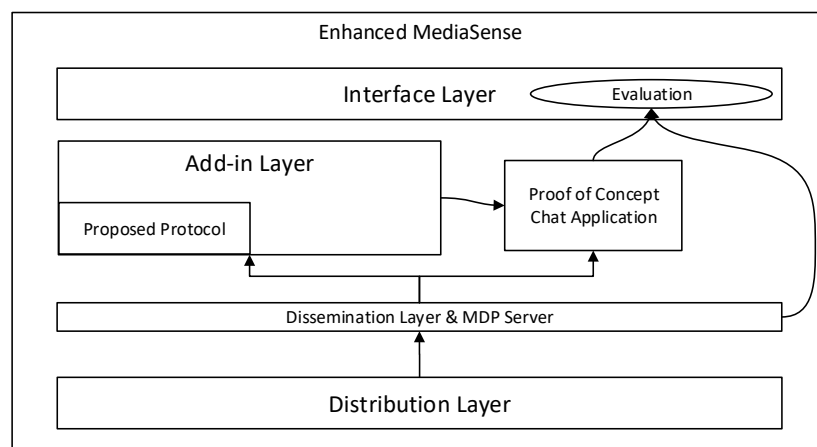 Enhanced MediaSense
Interface Layer
Evaluation
Add-in Layer
Proposed Protocol
Proof of Concept
Chat Application
Dissemination Layer & MDP Server
Distribution Layer